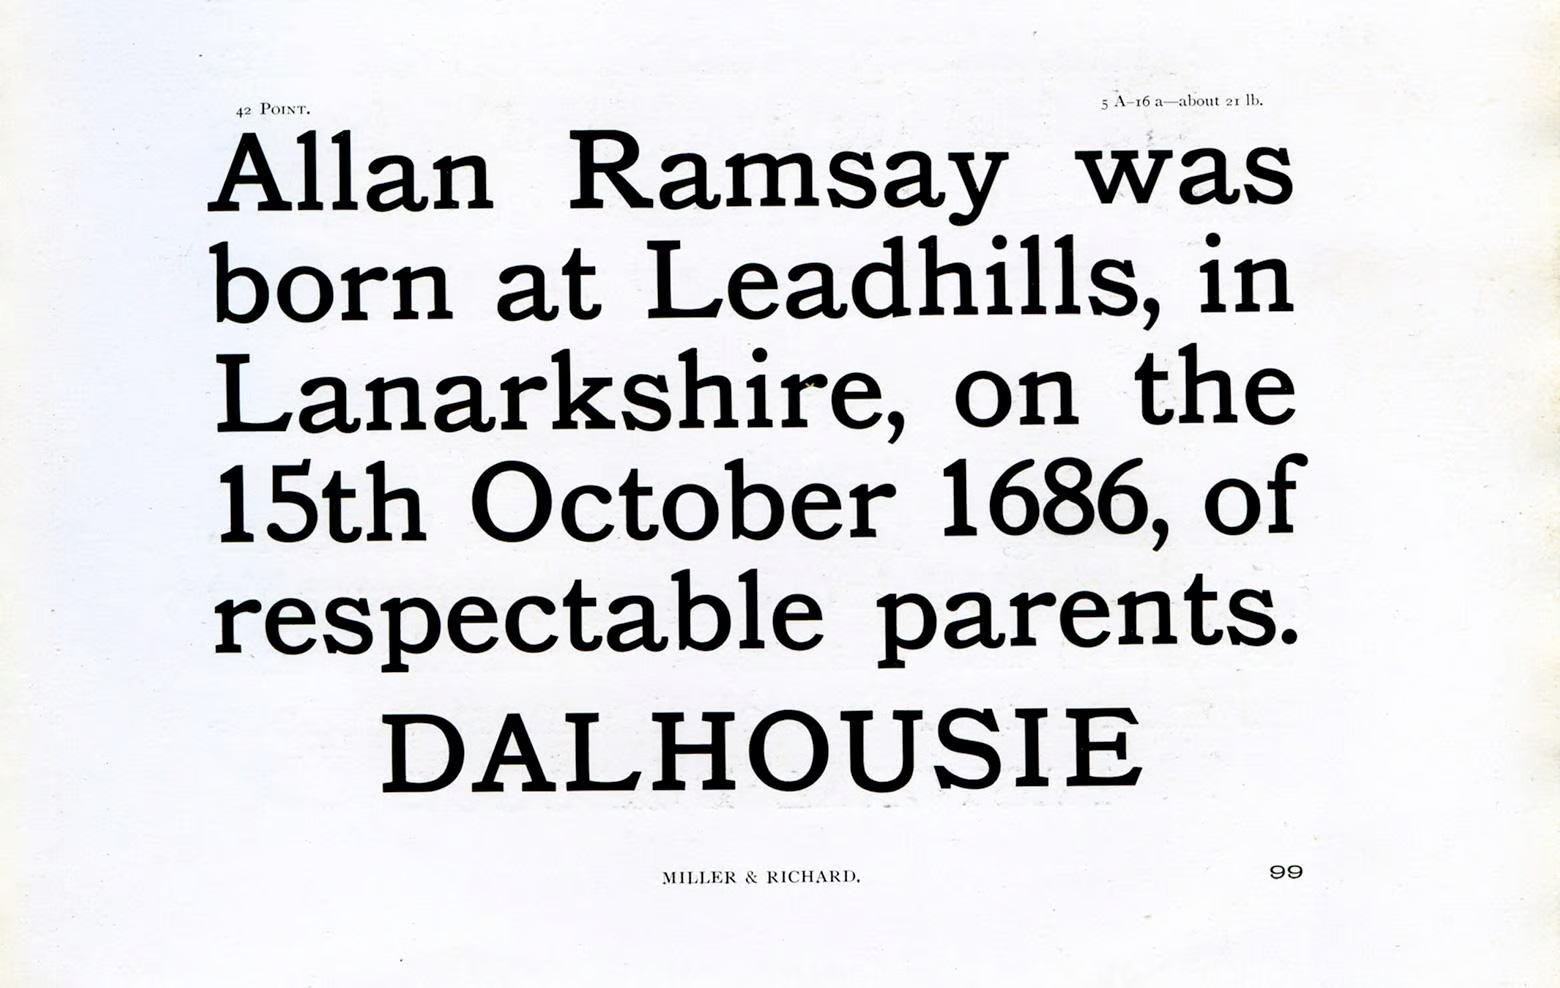 42 Point.
5 A–16 a—about 21 lb.
Allan Ramsay was
born at Leadhills, in
Lanarkshire, on the
15th October 1686, of
respectable parents.
DALHOUSIE
MILLER & RICHARD.
99